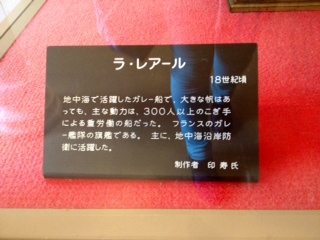 ラ・レアール
18世紀頃
地中海で活躍したガレー船で、大きな帆はあ
っても、主な動力は、300人以上のこぎ手
による重労働の船だった。 フランスのガレ
ー艦隊の旗艦である。 主に、地中海沿岸防
衛に活躍した。
製作者 印 寿 氏